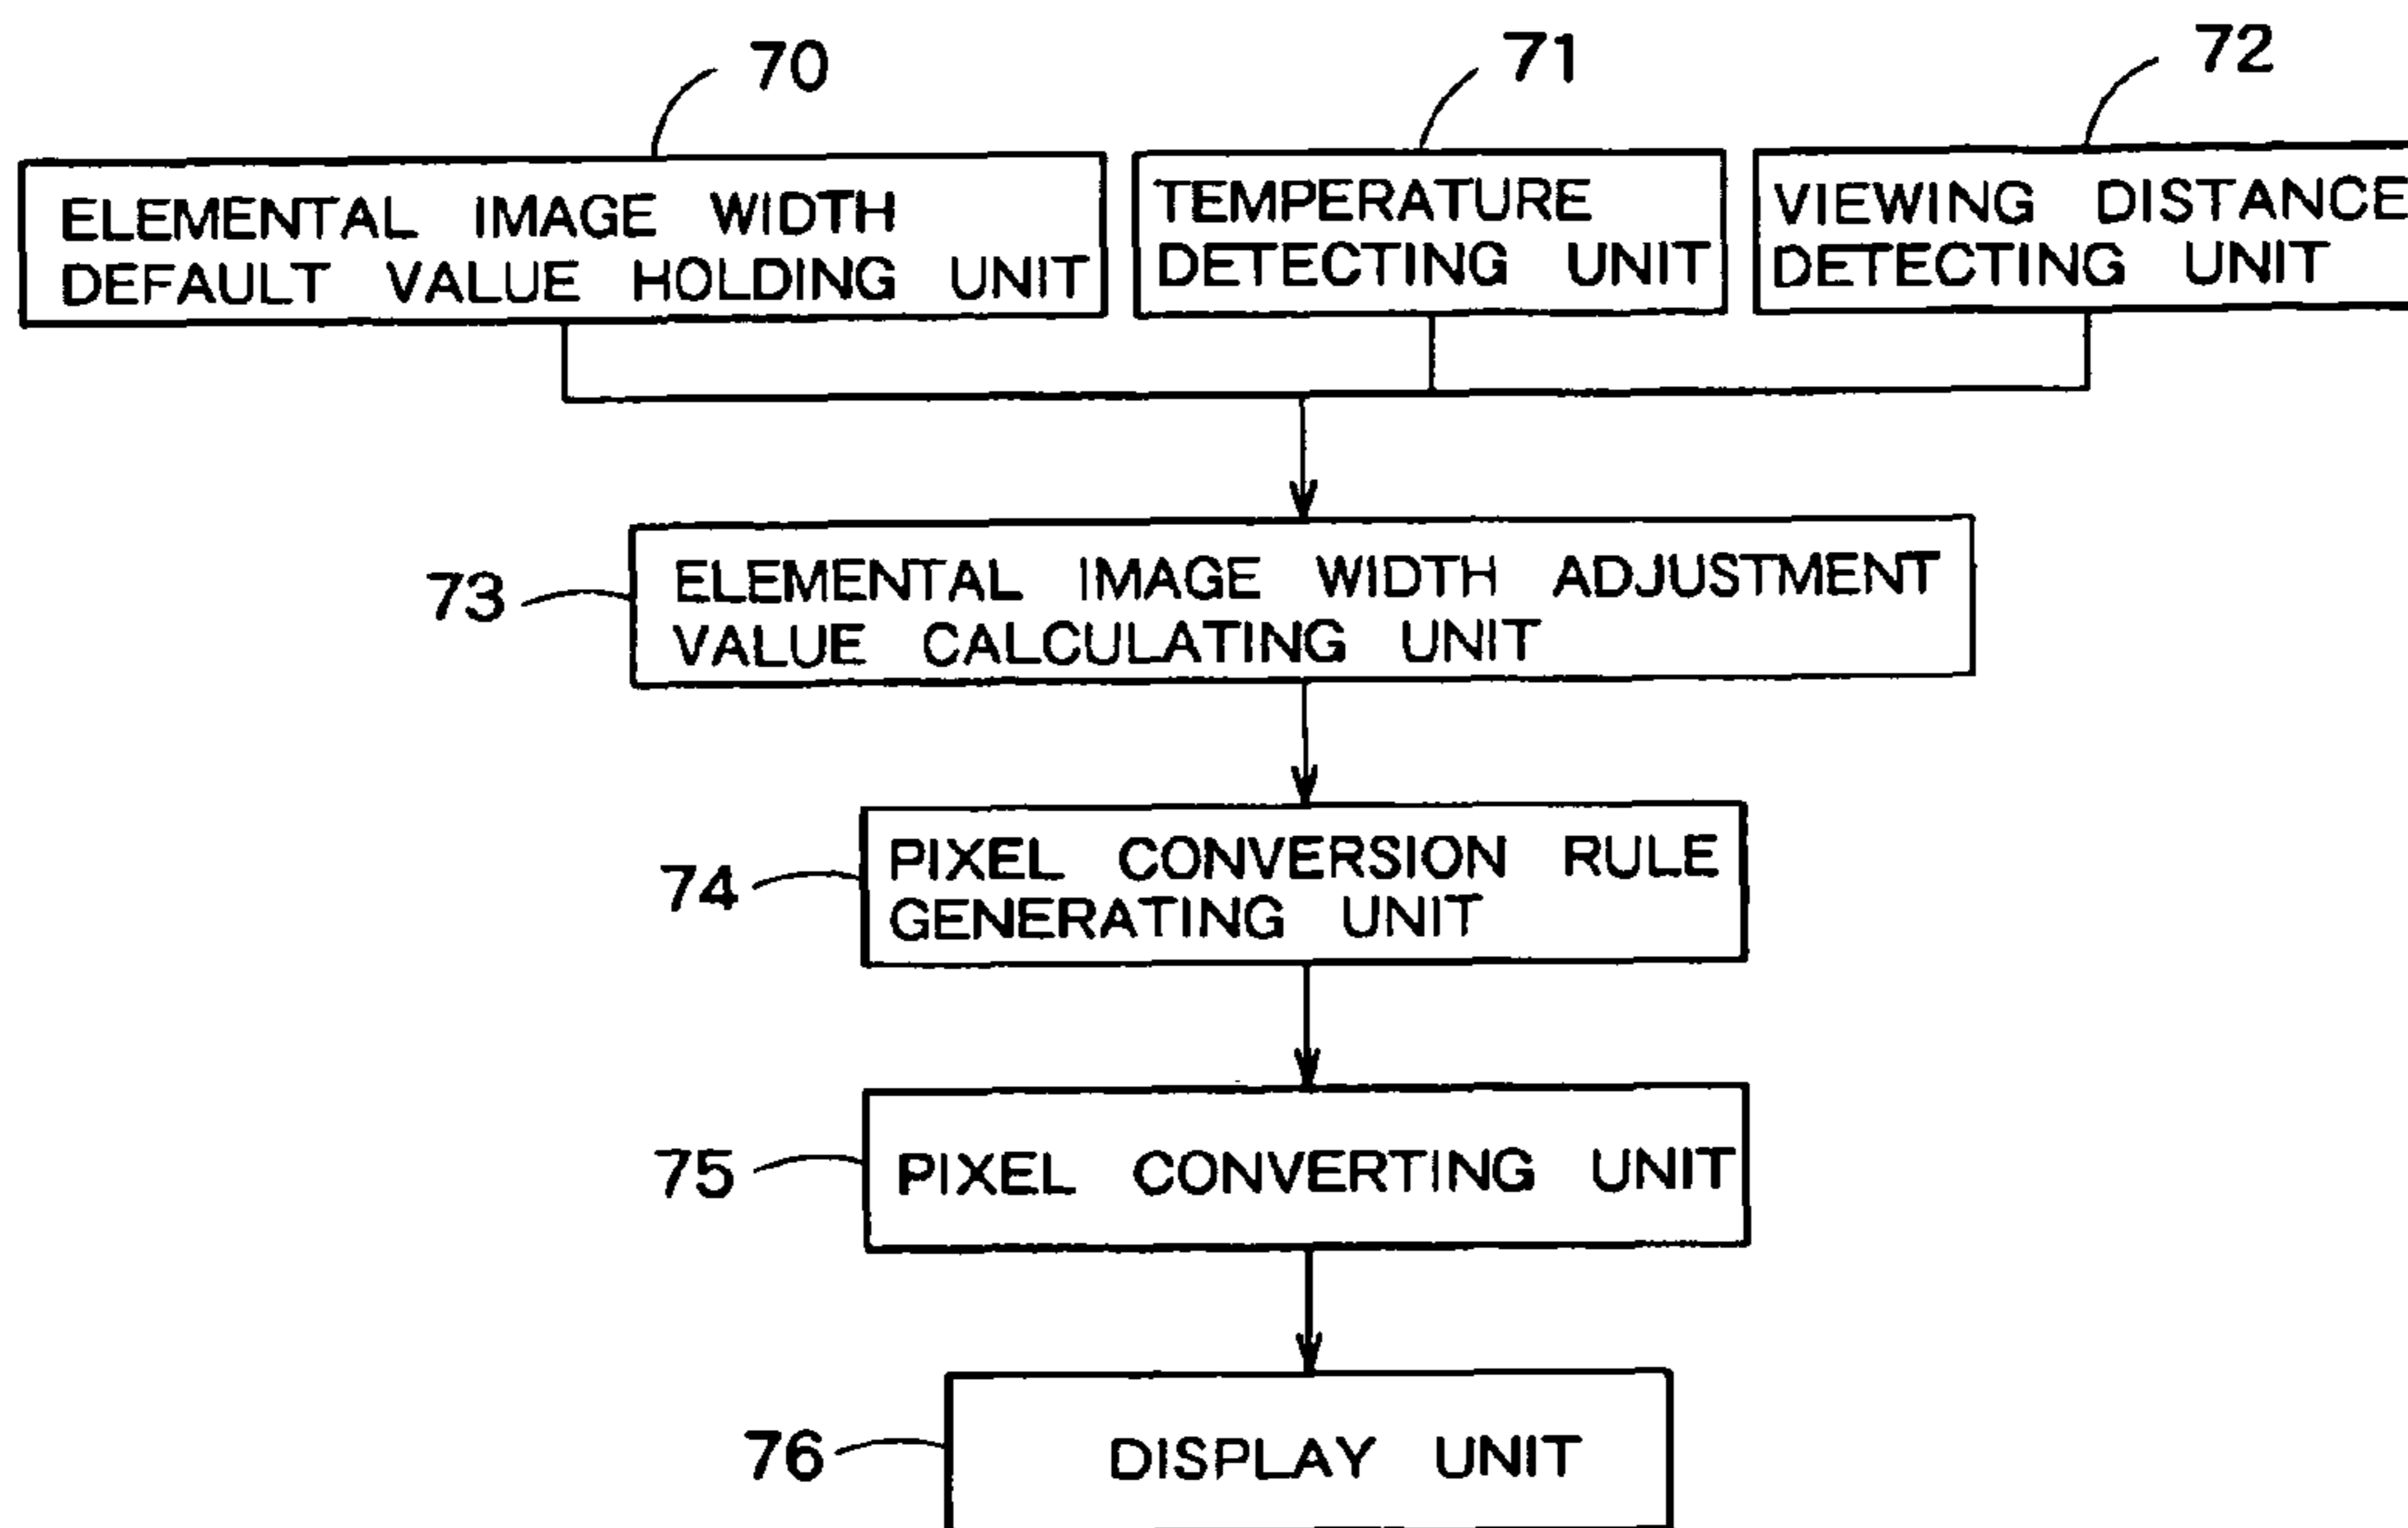 70
71
72
ELEMENTAL IMAGE WIDTH
DEFAULT VALUE HOLDING UNIT
TEMPERATURE
DETECTING UNIT
VIEWING DISTANCE
DETECTING UNIT
73
ELEMENTAL IMAGE WIDTH ADJUSTMENT
VALUE CALCULATING UNIT
74
PIXEL CONVERSION RULE
GENERATING UNIT
75
PIXEL CONVERTING UNIT
76
DISPLAY UNIT